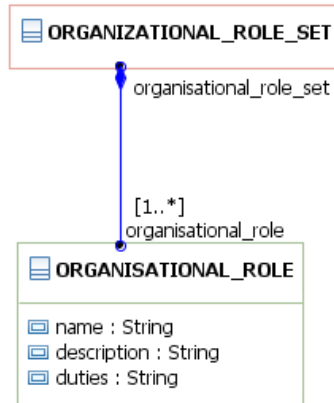 ORGANIZATIONAL_ROLE_SET
organisational_role_set
[1..*]
organisational_role
ORGANISATIONAL_ROLE
name : String
description : String
duties : String